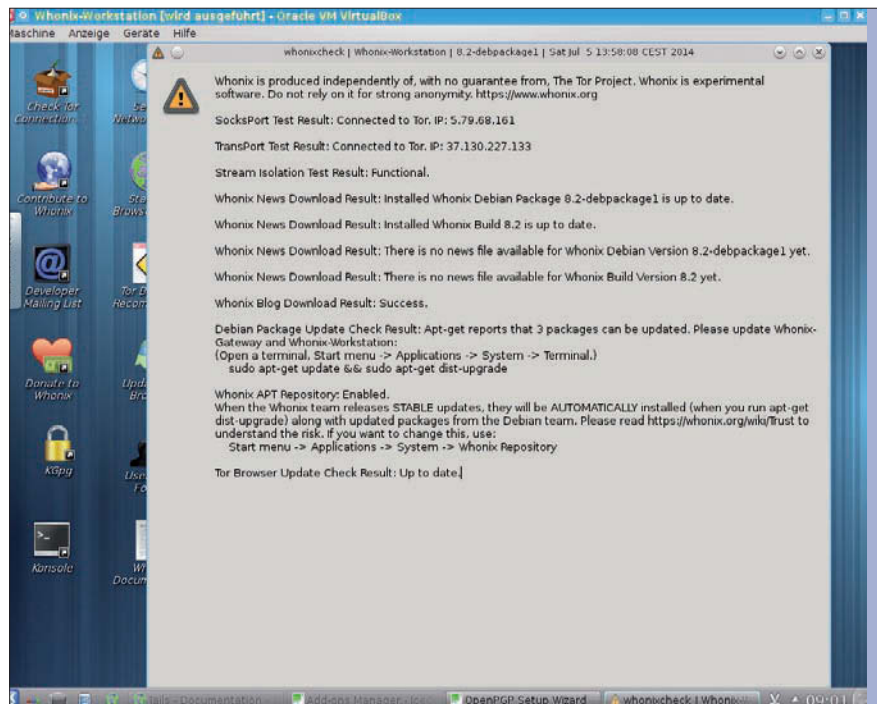 Whonix-Workstation [wird ausgeführt] - Oracle VM VirtualBox
Maschine Anzeige Geräte Hilfe
whonixcheck | Whonix-Workstation | 8.2-debpackage1 | Sat Jul 5 13:58:08 CEST 2014
Whonix is produced independently of, with no guarantee from, The Tor Project. Whonix is experimental
software. Do not rely on it for strong anonymity. https://www.whonix.org
SocksPort Test Result: Connected to Tor. IP: 5.79.68.161
TransPort Test Result: Connected to Tor. IP: 37.130.227.133
Stream Isolation Test Result: Functional.
Whonix News Download Result: Installed Whonix Debian Package 8.2-debpackage1 is up to date.
Whonix News Download Result: Installed Whonix Build 8.2 is up to date.
Whonix News Download Result: There is no news file available for Whonix Debian Version 8.2-debpackage1 yet.
Whonix News Download Result: There is no news file available for Whonix Build Version 8.2 yet.
Whonix Blog Download Result: Success.
Debian Package Update Check Result: Apt-get reports that 3 packages can be updated. Please update Whonix-
Gateway and Whonix-Workstation:
(Open a terminal, Start menu -> Applications -> System -> Terminal.)
sudo apt-get update && sudo apt-get dist-upgrade
Whonix APT Repository: Enabled.
When the Whonix team releases STABLE updates, they will be AUTOMATICALLY installed (when you run apt-get
dist-upgrade) along with updated packages from the Debian team. Please read https://whonix.org/wiki/Trust to
understand the risk. If you want to change this, use:
Start menu -> Applications -> System -> Whonix Repository
Tor Browser Update Check Result: Up to date.
Check Tor
Connection
Contribute to
Whonix
Developer
Mailing List
Donate to
Whonix
KGpg
Konsole
Tails - Documentation
Add-ons Manager - Ice
OpenPGP Setup Wizard
whonixcheck | Whonix-W
09:01